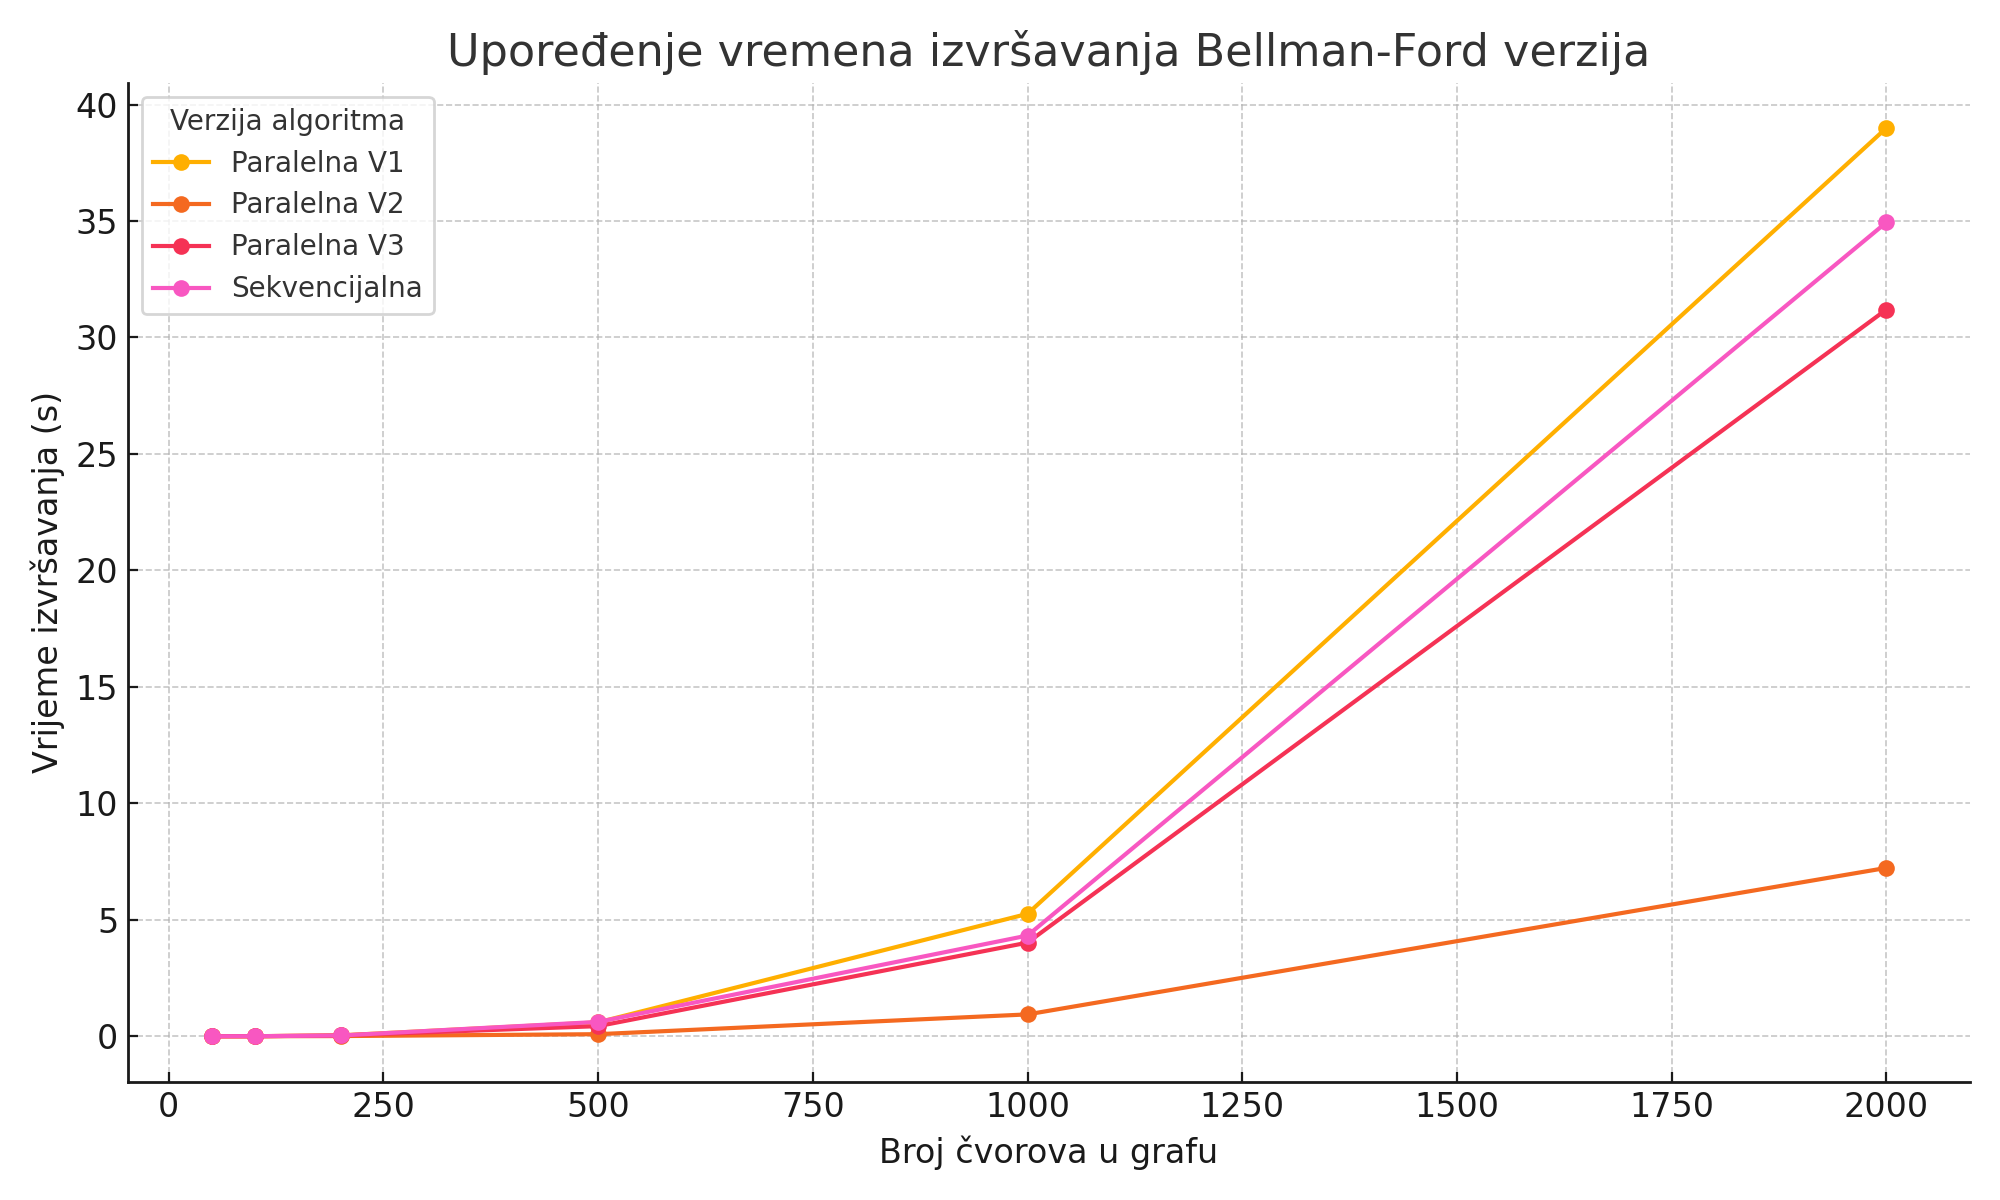 Upoređenje vremena izvršavanja Bellman-Ford verzija
Verzija algoritma
Paralelna V1
Paralelna V2
Paralelna V3
Sekvencijalna
Vrijeme izvršavanja (s)
40
35
30
25
20
15
10
5
0
0 250 500 750 1000 1250 1500 1750 2000
Broj čvorova u grafu